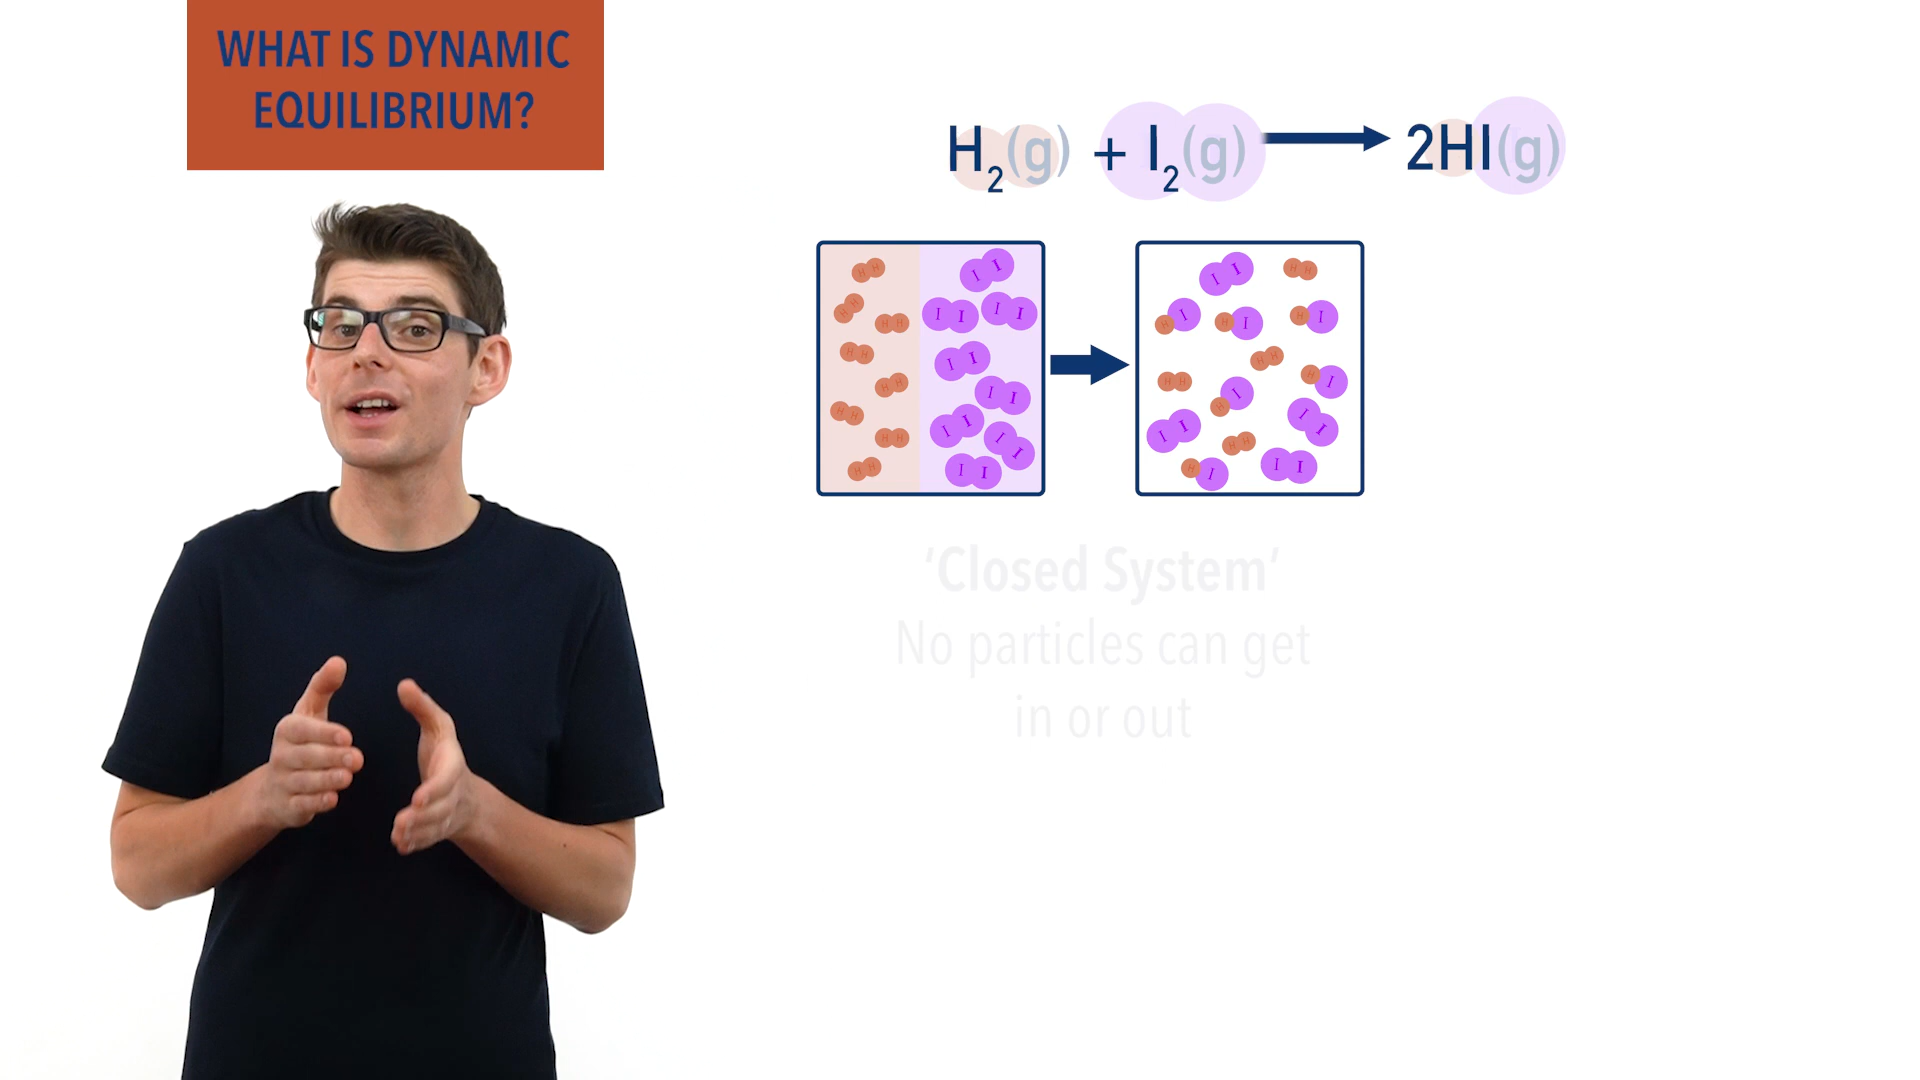 WHAT IS DYNAMIC
EQUILIBRIUM?
H₂(g) + I₂(g) → 2HI(g)
'Closed System'
No particles can get
in or out